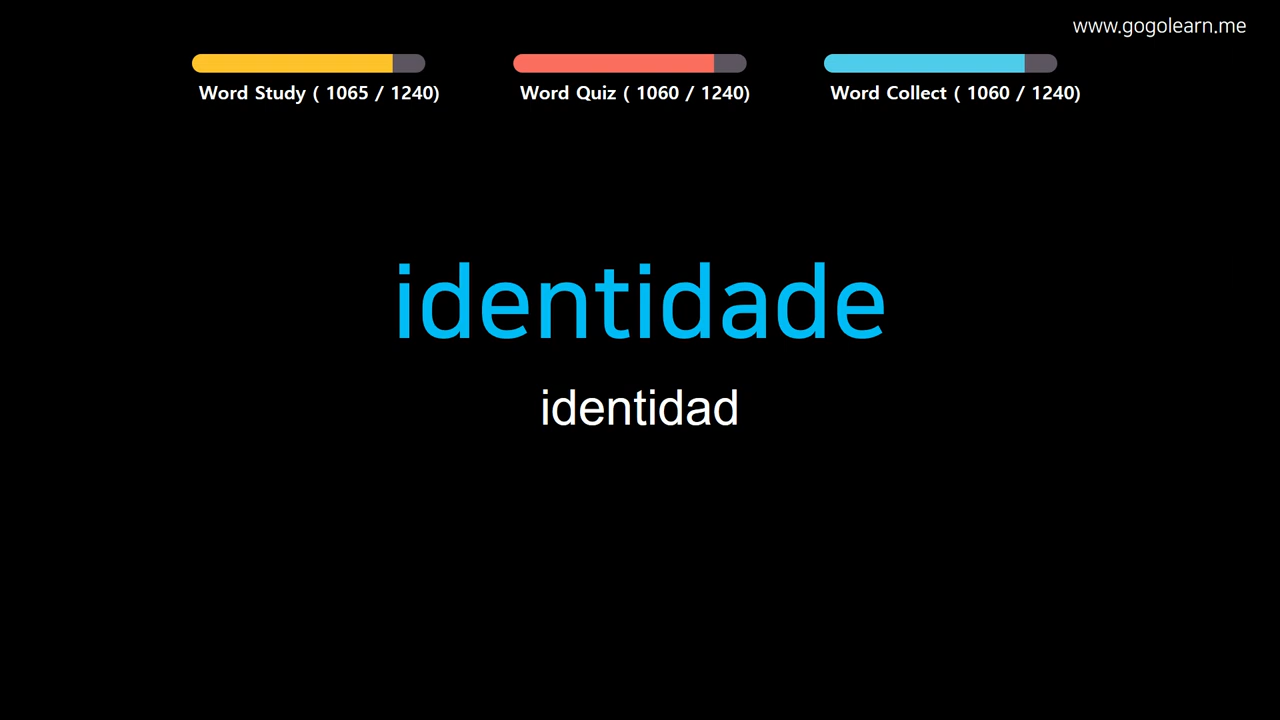 www.gogolearn.me
Word Study ( 1065 / 1240)
Word Quiz ( 1060 / 1240)
Word Collect ( 1060 / 1240)
identidade
identidad